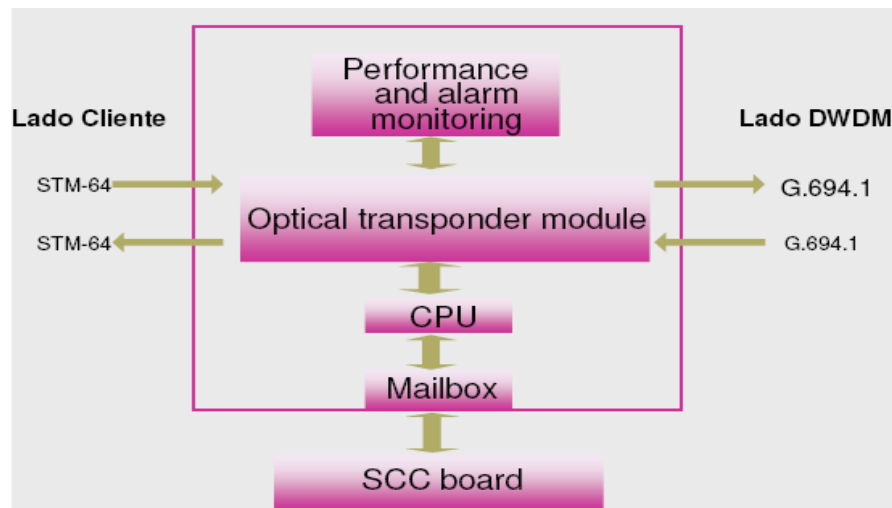 Performance
and alarm
monitoring
Lado Cliente
Lado DWDM
STM-64
G.694.1
Optical transponder module
STM-64
G.694.1
CPU
Mailbox
SCC board